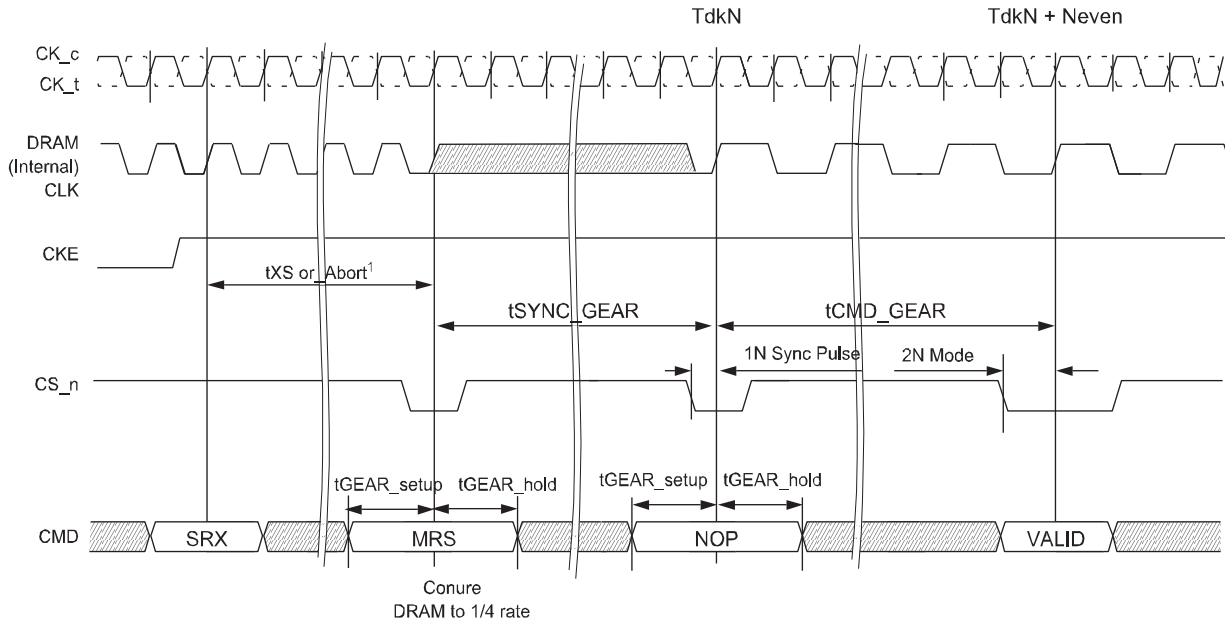 TdkN
TdkN + Neven
CK_c
CK_t
DRAM
(Internal)
CLK
CKE
tXS or_Abort¹
tSYNC_GEAR
tCMD_GEAR
1N Sync Pulse
2N Mode
CS_n
tGEAR_setup
tGEAR_hold
tGEAR_setup
tGEAR_hold
CMD
SRX
MRS
NOP
VALID
Conure
DRAM to 1/4 rate